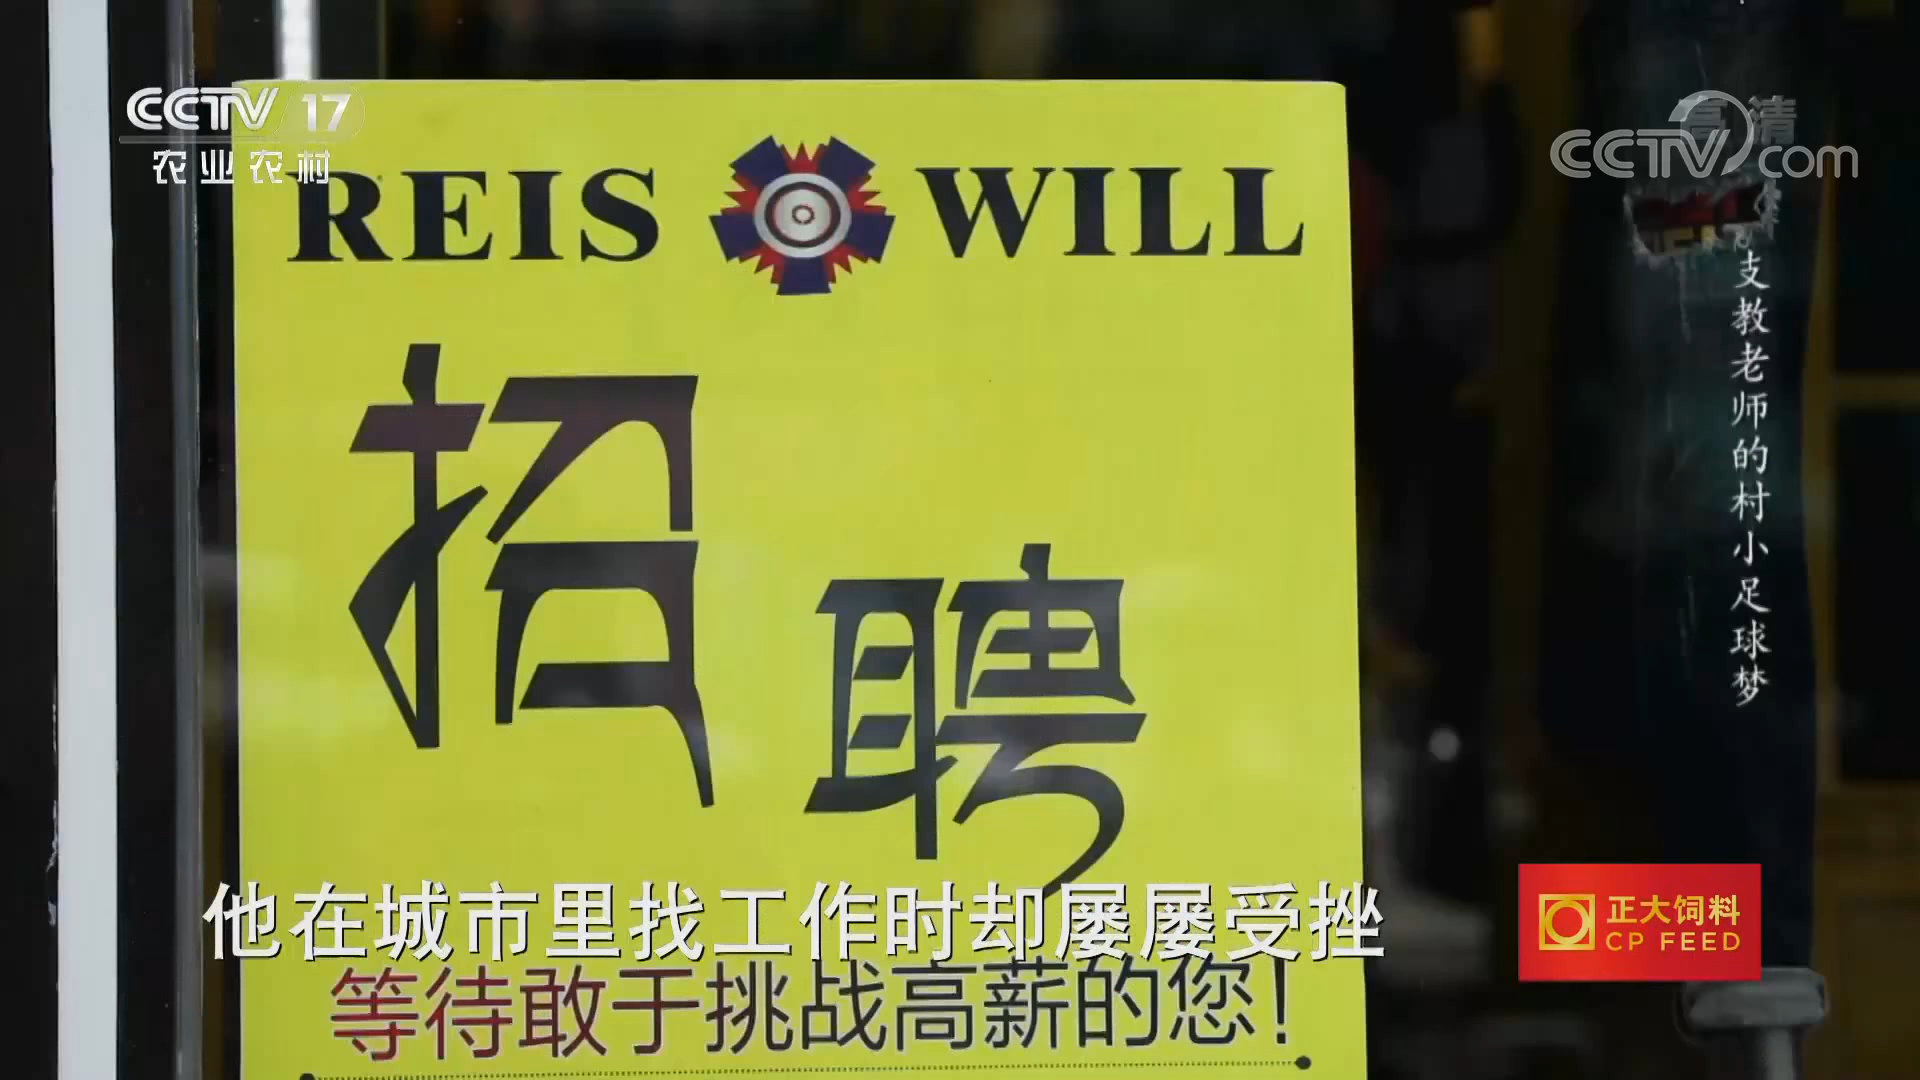 CCTV 17
农业农村
高清
CCTV com
REIS WILL
招聘
支教老师的村小足球梦
他在城市里找工作时却屡屡受挫
正大饲料
CP FEED
等待敢于挑战高薪的您!